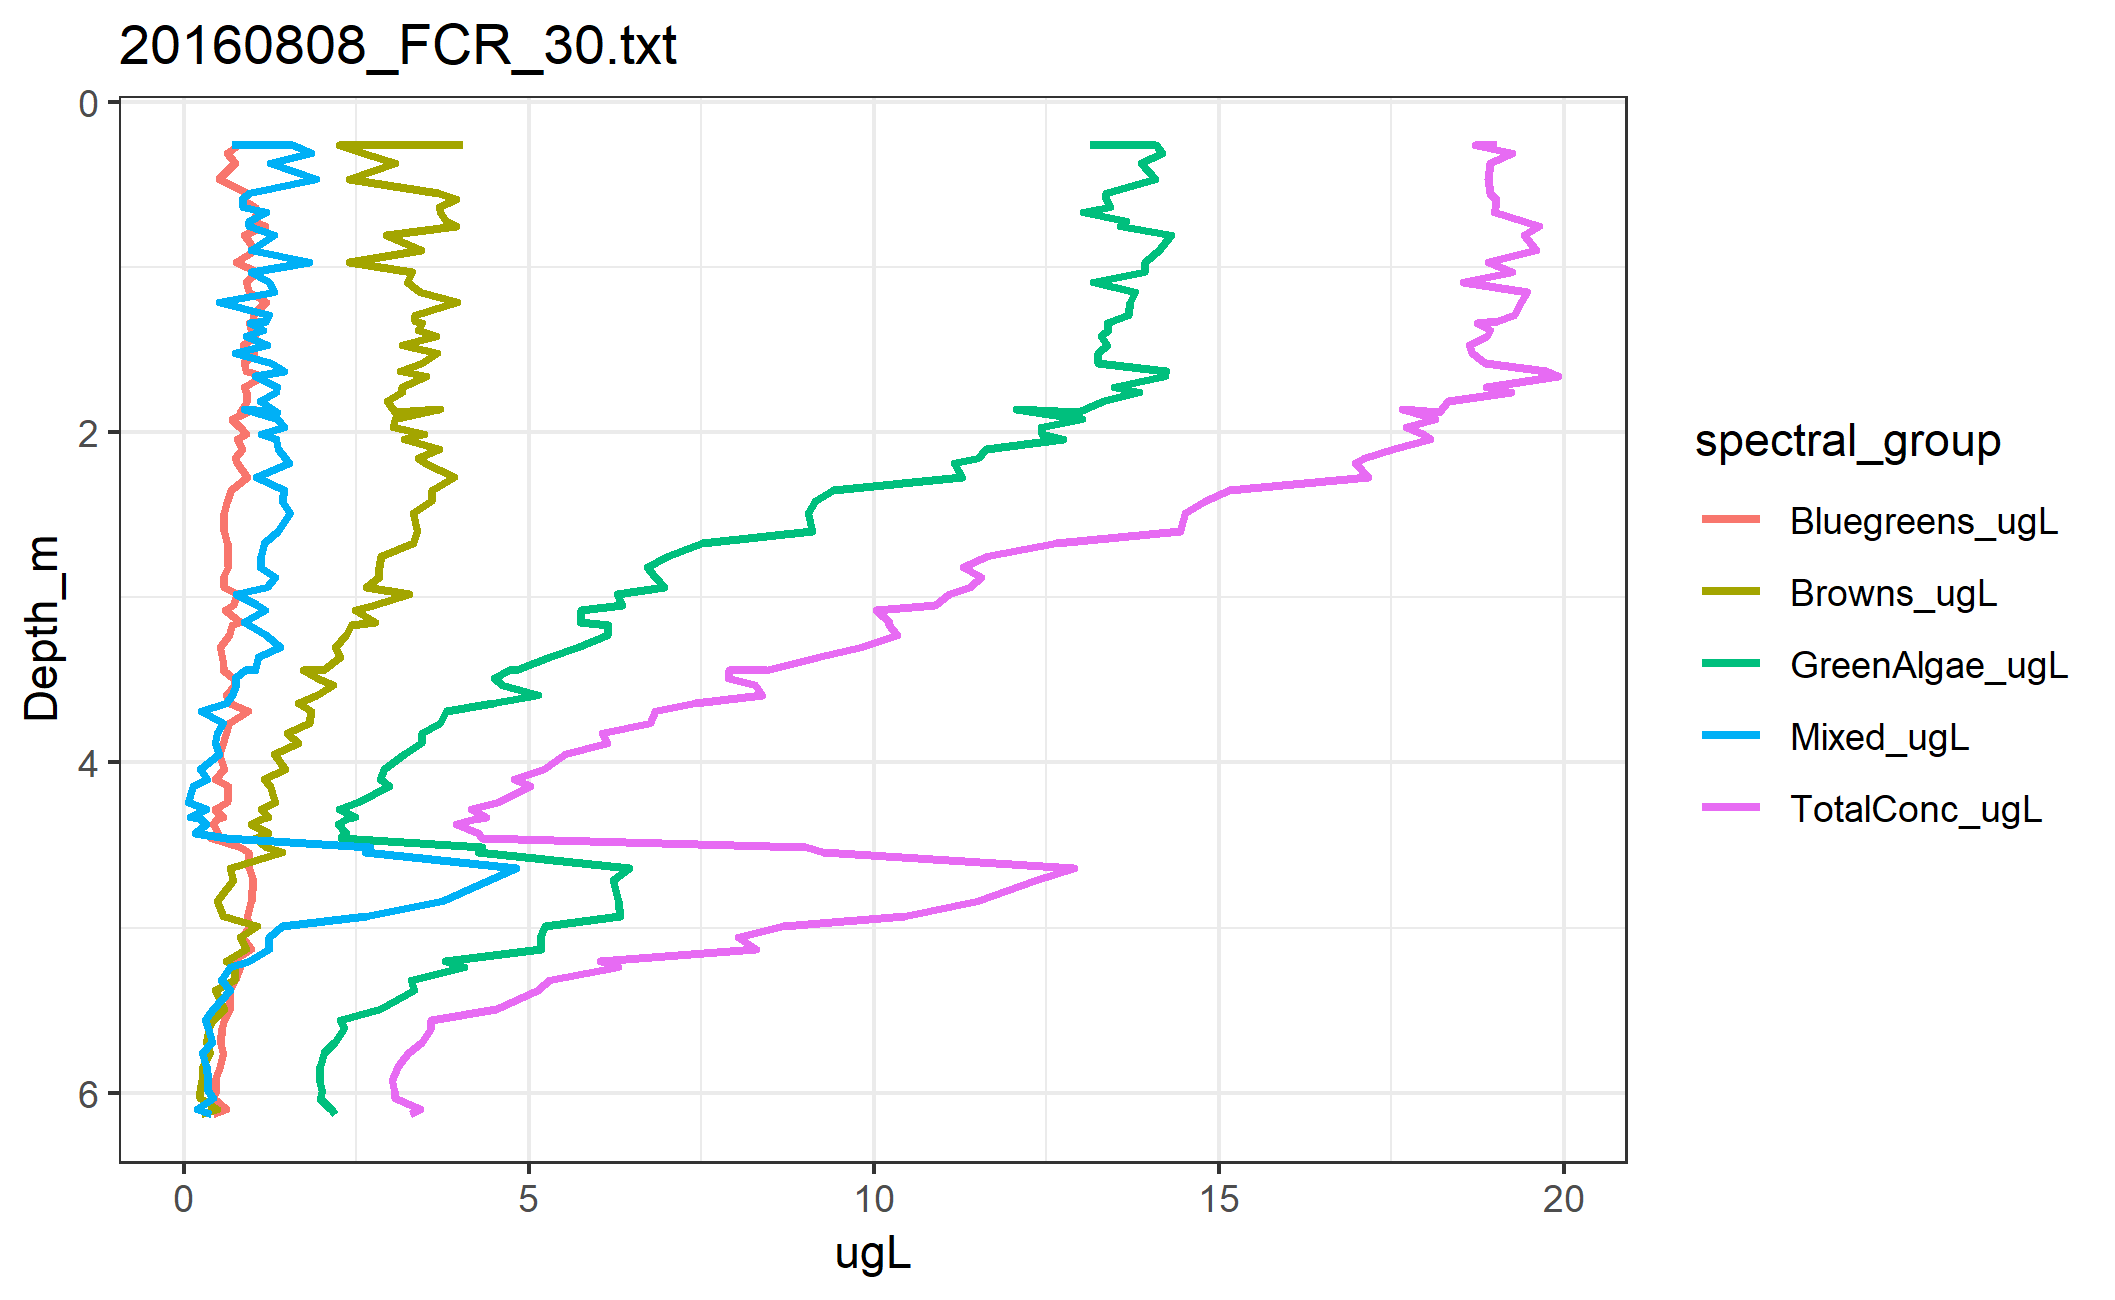 20160808_FCR_30.txt
0
2
4
6
Depth_m
0 5 10 15 20
ugL
spectral_group
Bluegreens_ugL
Browns_ugL
GreenAlgae_ugL
Mixed_ugL
TotalConc_ugL